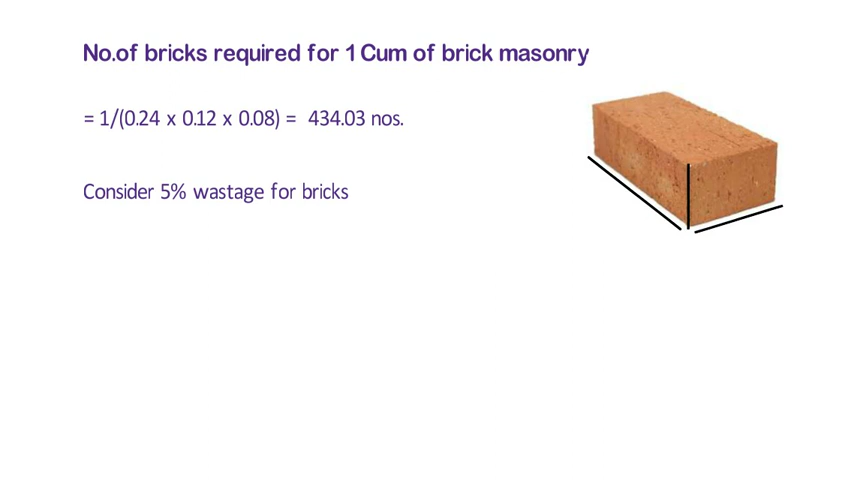 No.of bricks required for 1 Cum of brick masonry
= 1/(0.24 x 0.12 x 0.08) = 434.03 nos.
Consider 5% wastage for bricks